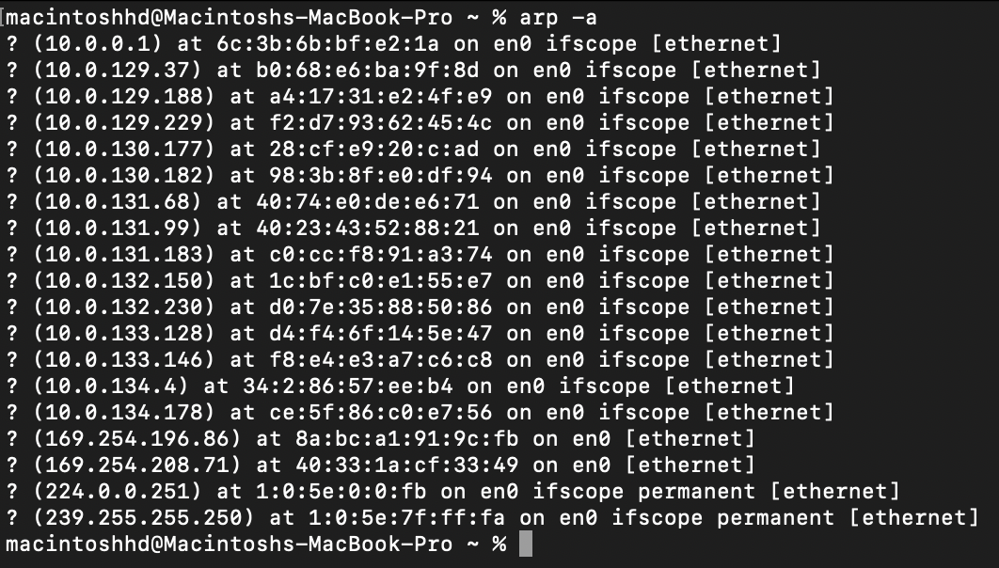 [macintoshhd@Macintoshs-MacBook-Pro ~ % arp -a
? (10.0.0.1) at 6c:3b:6b:bf:e2:1a on en0 ifscope [ethernet]
? (10.0.129.37) at b0:68:e6:ba:9f:8d on en0 ifscope [ethernet]
? (10.0.129.188) at a4:17:31:e2:4f:e9 on en0 ifscope [ethernet]
? (10.0.129.229) at f2:d7:93:62:45:4c on en0 ifscope [ethernet]
? (10.0.130.177) at 28:cf:e9:20:c:ad on en0 ifscope [ethernet]
? (10.0.130.182) at 98:3b:8f:e0:df:94 on en0 ifscope [ethernet]
? (10.0.131.68) at 40:74:e0:de:e6:71 on en0 ifscope [ethernet]
? (10.0.131.99) at 40:23:43:52:88:21 on en0 ifscope [ethernet]
? (10.0.131.183) at c0:cc:f8:91:a3:74 on en0 ifscope [ethernet]
? (10.0.132.150) at 1c:bf:c0:e1:55:e7 on en0 ifscope [ethernet]
? (10.0.132.230) at d0:7e:35:88:50:86 on en0 ifscope [ethernet]
? (10.0.133.128) at d4:f4:6f:14:5e:47 on en0 ifscope [ethernet]
? (10.0.133.146) at f8:e4:e3:a7:c6:c8 on en0 ifscope [ethernet]
? (10.0.134.4) at 34:2:86:57:ee:b4 on en0 ifscope [ethernet]
? (10.0.134.178) at ce:5f:86:c0:e7:56 on en0 ifscope [ethernet]
? (169.254.196.86) at 8a:bc:a1:91:9c:fb on en0 [ethernet]
? (169.254.208.71) at 40:33:1a:cf:33:49 on en0 [ethernet]
? (224.0.0.251) at 1:0:5e:0:0:fb on en0 ifscope permanent [ethernet]
? (239.255.255.250) at 1:0:5e:7f:ff:fa on en0 ifscope permanent [ethernet]
macintoshhd@Macintoshs-MacBook-Pro ~ %